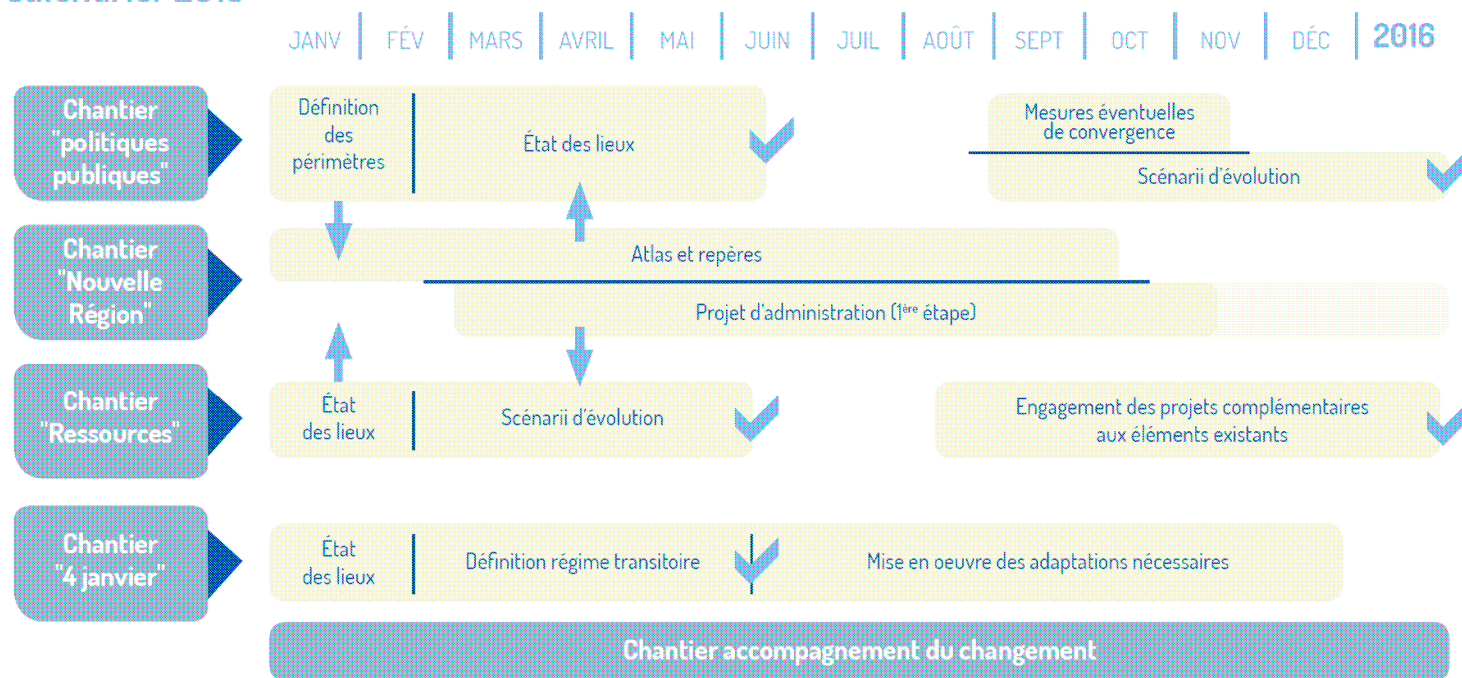 JANV FÉV MARS AVRIL MAI JUIN JUIL AOÛT SEPT OCT NOV DÉC 2016
Chantier
"politiques
publiques"
Définition
des
périmètres
État des lieux
Mesures éventuelles
de convergence
Scénarii d'évolution
Chantier
"Nouvelle
Région"
Atlas et repères
Projet d'administration (1ère étape)
Chantier
"Ressources"
État
des lieux
Scénarii d'évolution
Engagement des projets complémentaires
aux éléments existants
Chantier
"4 janvier"
État
des lieux
Définition régime transitoire
Mise en oeuvre des adaptations nécessaires
Chantier accompagnement du changement